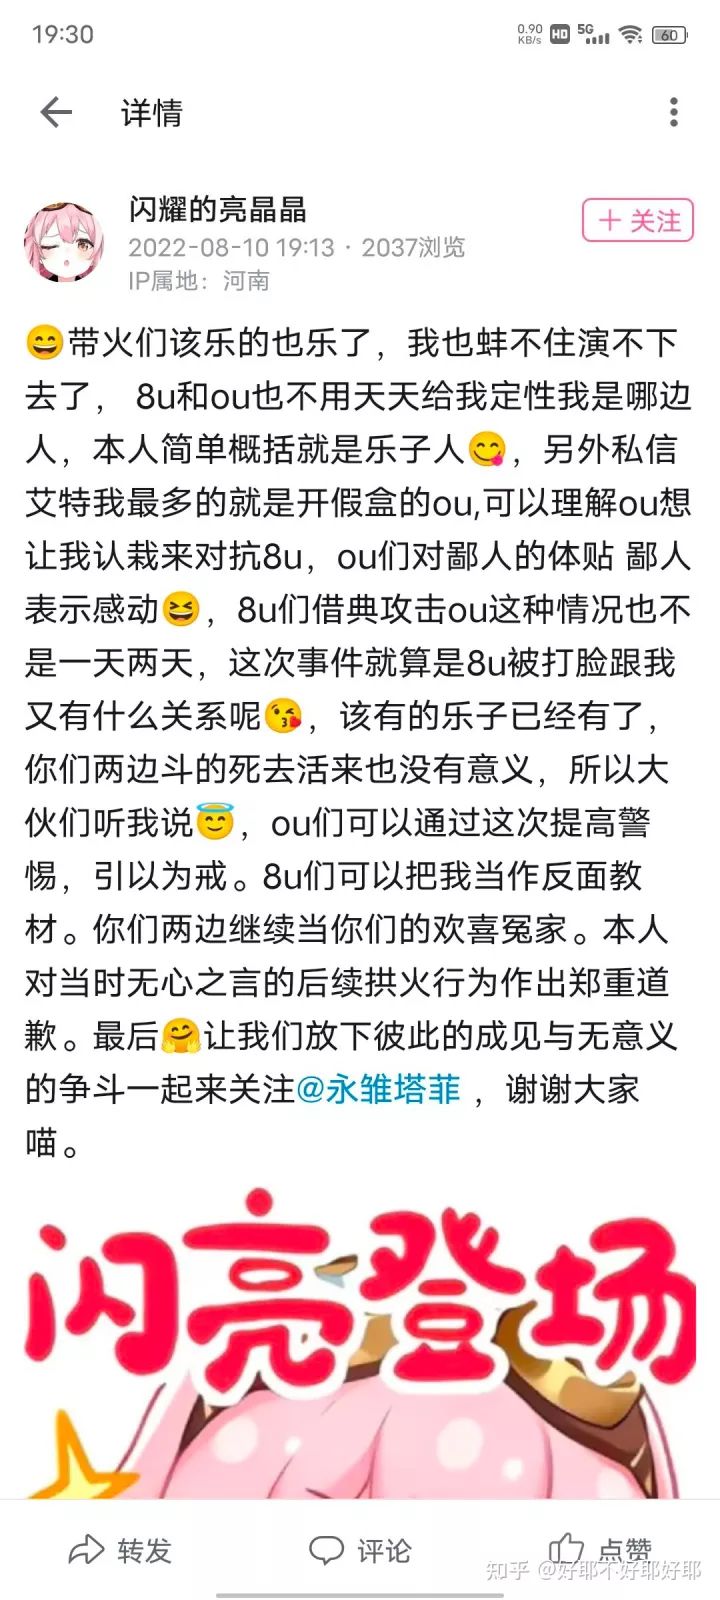 19:30
0.90 KB/s HD 5G 60
详情
闪耀的亮晶晶
2022-08-10 19:13 · 2037浏览
IP属地：河南
＋关注
😄带火们该乐的也乐了，我也蚌不住演不下
去了， 8u和ou也不用天天给我定性我是哪边
人，本人简单概括就是乐子人😋，另外私信
艾特我最多的就是开假盒的ou,可以理解ou想
让我认栽来对抗8u，ou们对鄙人的体贴 鄙人
表示感动😆，8u们借典攻击ou这种情况也不
是一天两天，这次事件就算是8u被打脸跟我
又有什么关系呢😘，该有的乐子已经有了，
你们两边斗的死去活来也没有意义，所以大
伙们听我说😇，ou们可以通过这次提高警
惕，引以为戒。8u们可以把我当作反面教
材。你们两边继续当你们的欢喜冤家。本人
对当时无心之言的后续拱火行为作出郑重道
歉。最后🤗让我们放下彼此的成见与无意义
的争斗一起来关注@永雏塔菲 ，谢谢大家
喵。
闪亮登场
转发
评论
点赞
知乎 @好耶不好耶好耶